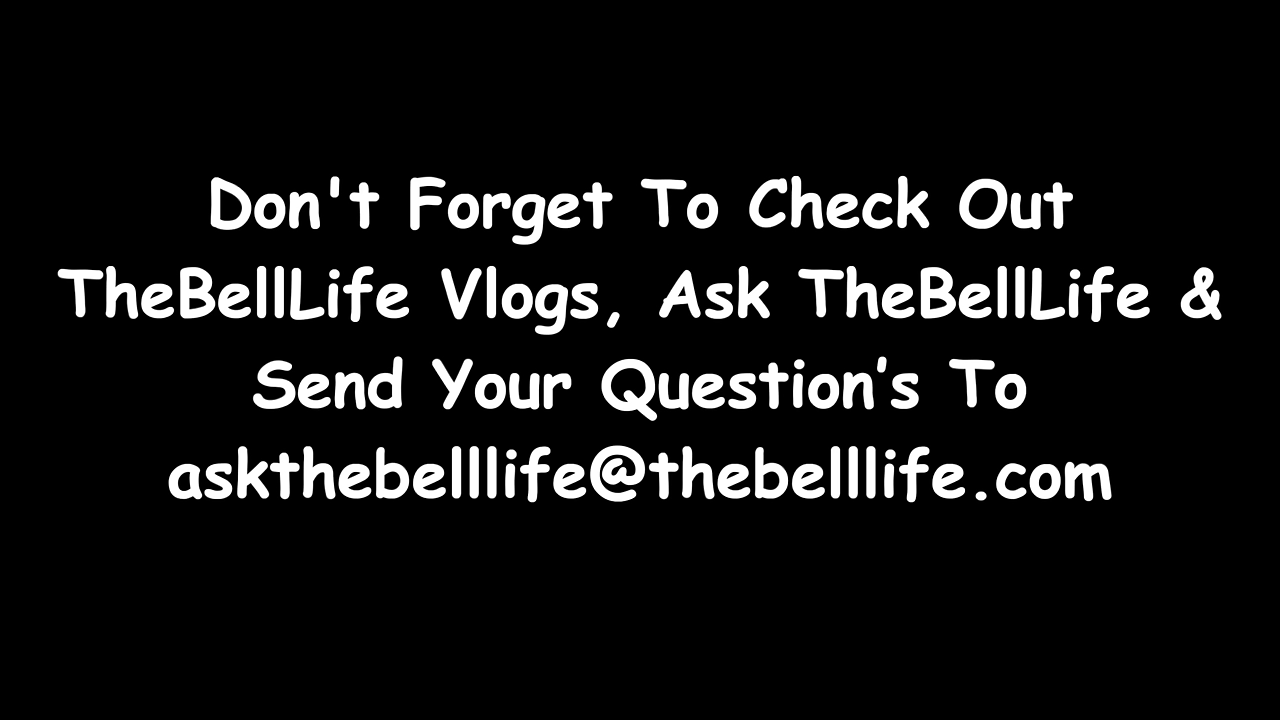 Don't Forget To Check Out
TheBellLife Vlogs, Ask TheBellLife &
Send Your Question’s To
askthebelllife@thebelllife.com